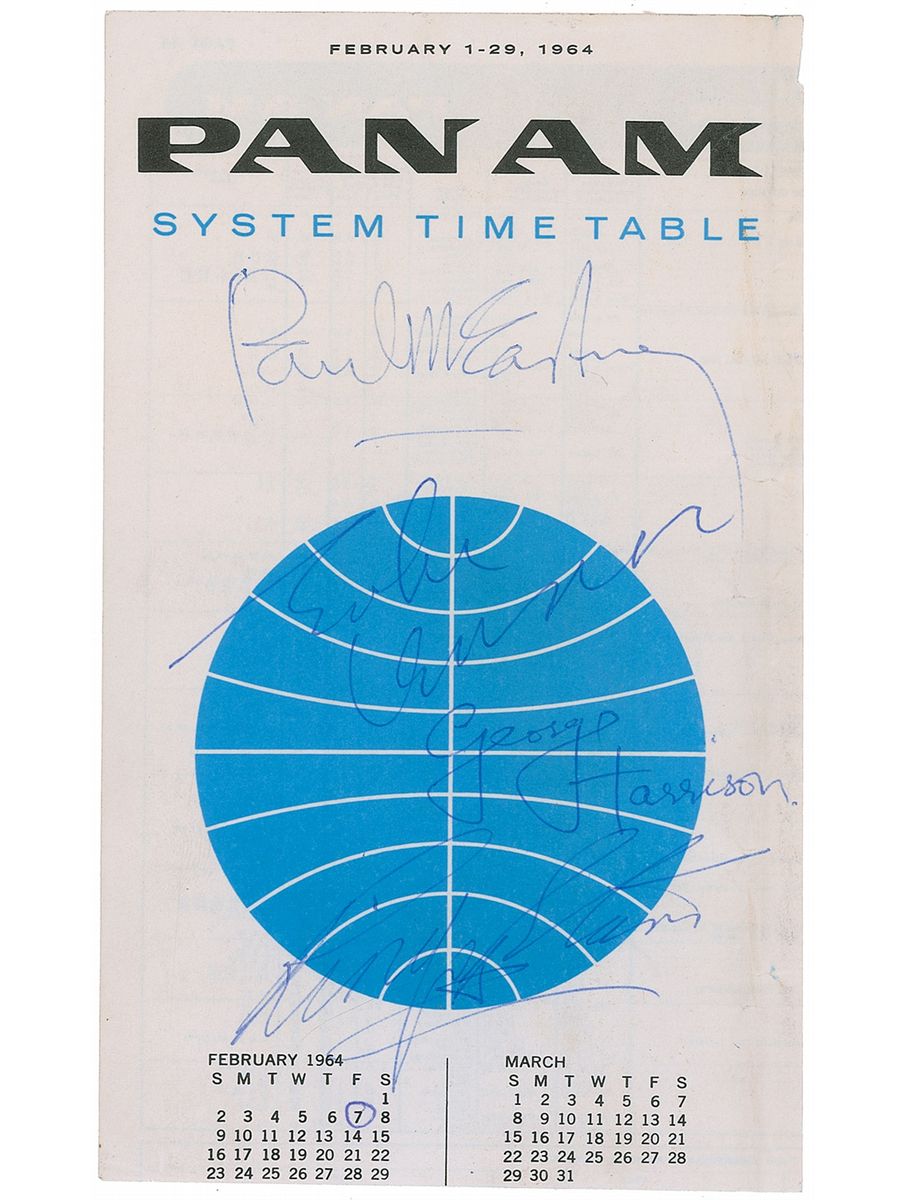 FEBRUARY 1-29, 1964
PAN AM
SYSTEM TIME TABLE
Paul McCartney
John
Lennon
George
Harrison.
Ringo Starr
FEBRUARY 1964
S M T W T F S
1
2 3 4 5 6 7 8
9 10 11 12 13 14 15
16 17 18 19 20 21 22
23 24 25 26 27 28 29
MARCH
S M T W T F S
1 2 3 4 5 6 7
8 9 10 11 12 13 14
15 16 17 18 19 20 21
22 23 24 25 26 27 28
29 30 31